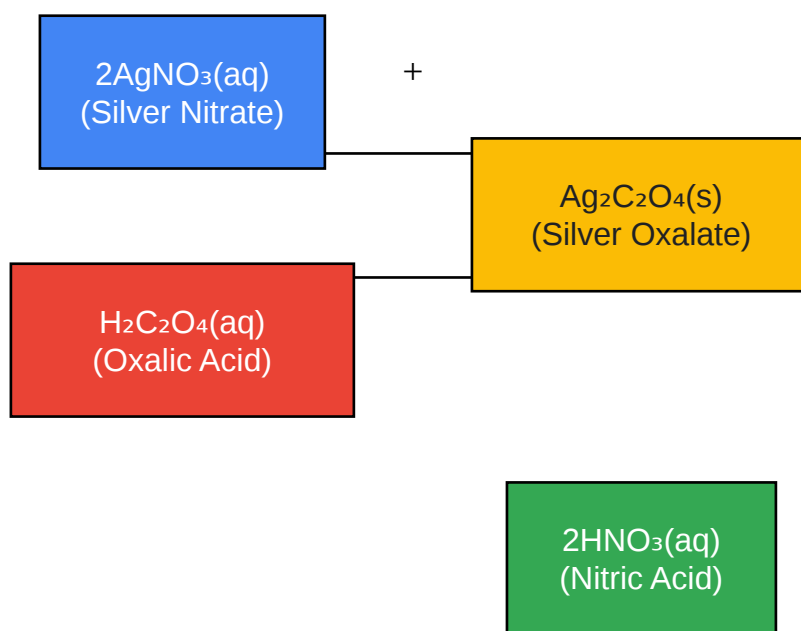 2AgNO₃(aq)
(Silver Nitrate)
+
Ag₂C₂O₄(s)
(Silver Oxalate)
H₂C₂O₄(aq)
(Oxalic Acid)
2HNO₃(aq)
(Nitric Acid)